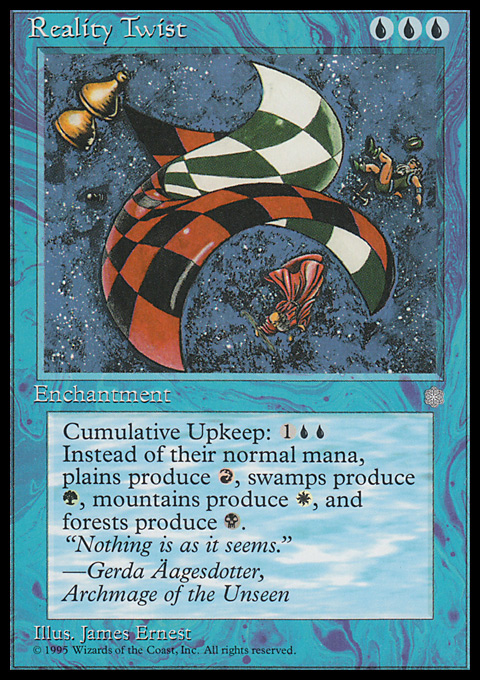 Reality Twist
Enchantment
Cumulative Upkeep: 1
Instead of their normal mana,
plains produce , swamps produce
, mountains produce , and
forests produce .
“Nothing is as it seems.”
—Gerda Äagesdotter,
Archmage of the Unseen
Illus. James Ernest
© 1995 Wizards of the Coast, Inc. All rights reserved.